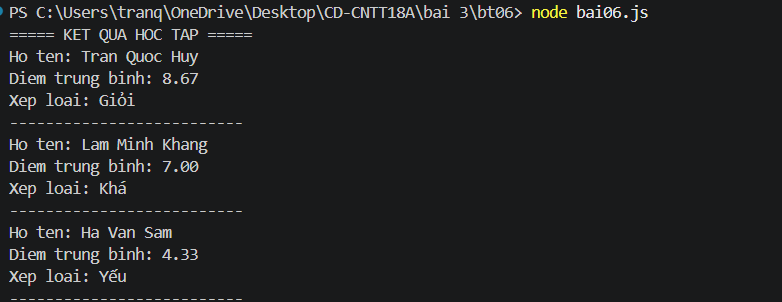 PS C:\Users\tranq\OneDrive\Desktop\CD-CNTT18A\bai 3\bt06> node bai06.js
===== KET QUA HOC TAP =====
Ho ten: Tran Quoc Huy
Diem trung binh: 8.67
Xep loai: Giỏi
--------------------------
Ho ten: Lam Minh Khang
Diem trung binh: 7.00
Xep loai: Khá
--------------------------
Ho ten: Ha Van Sam
Diem trung binh: 4.33
Xep loai: Yếu
--------------------------